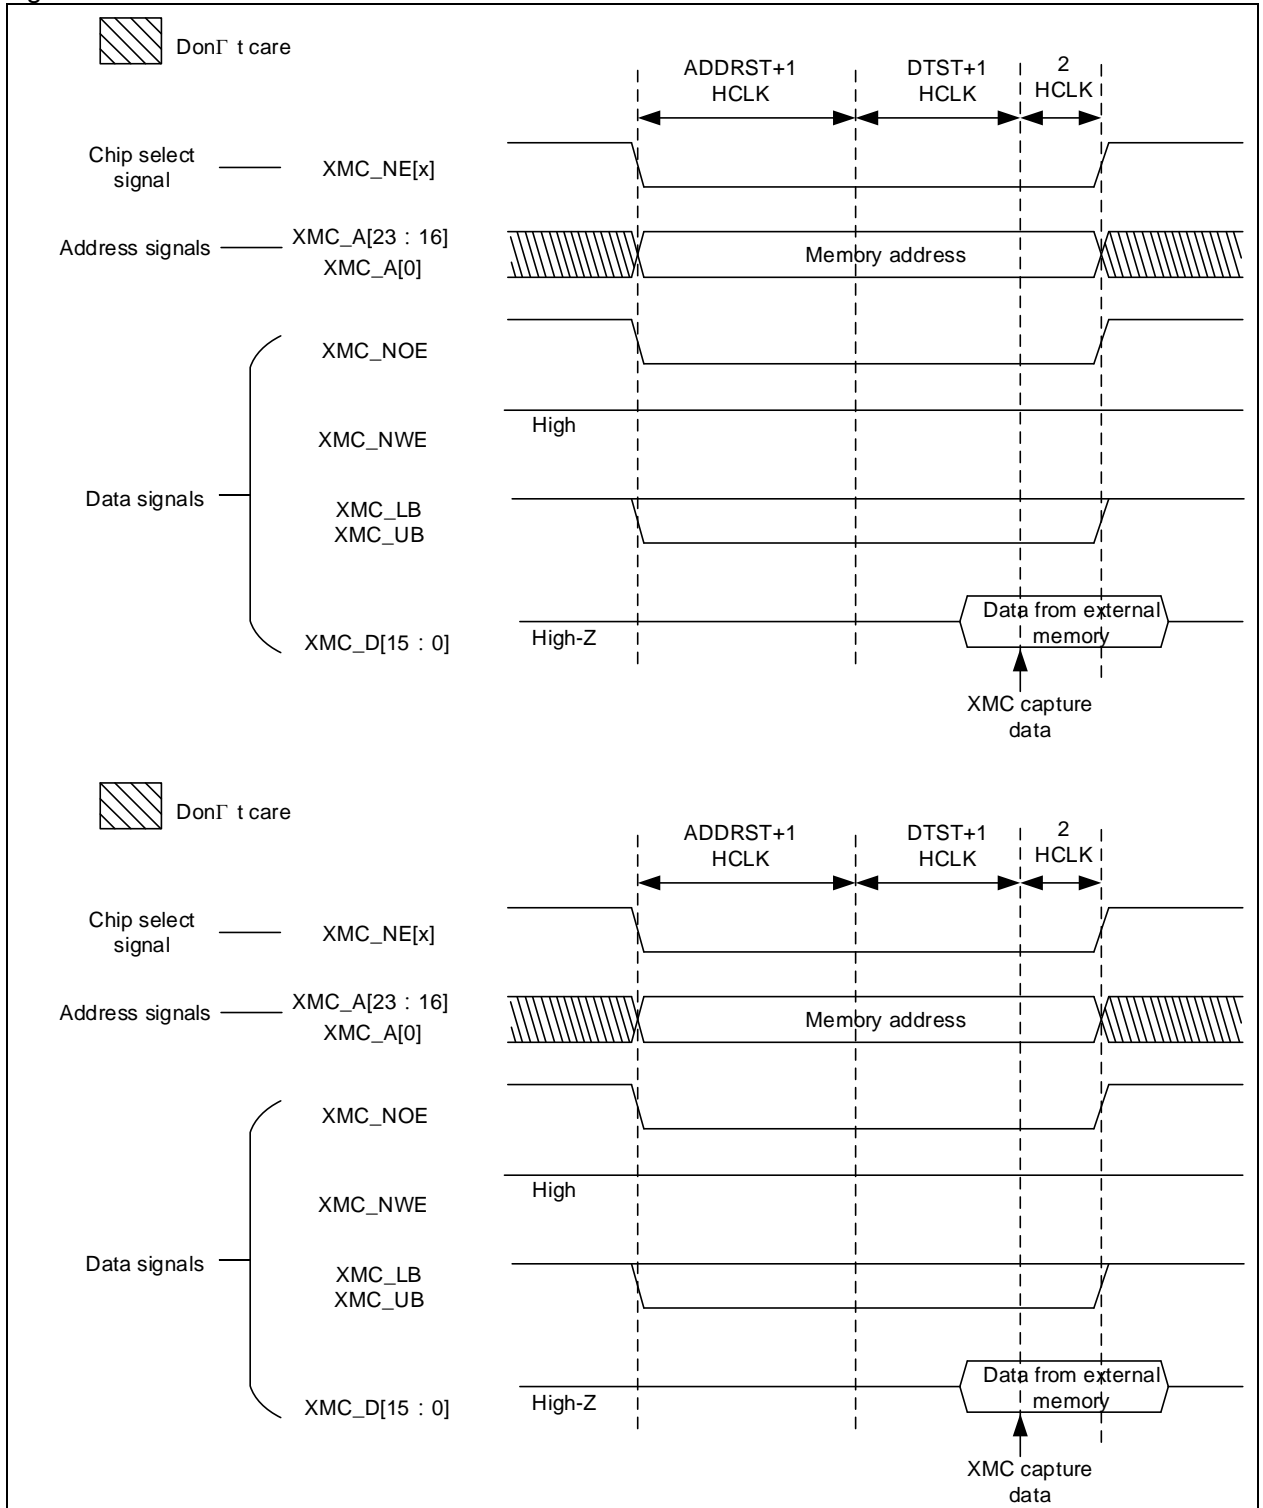 DonΓ t care
ADDRST+1
HCLK
DTST+1
HCLK
2
HCLK
Chip select
signal
XMC_NE[x]
Address signals
XMC_A[23 : 16]
XMC_A[0]
Memory address
XMC_NOE
High
XMC_NWE
Data signals
XMC_LB
XMC_UB
XMC_D[15 : 0]
High-Z
Data from external
memory
XMC capture
data
DonΓ t care
ADDRST+1
HCLK
DTST+1
HCLK
2
HCLK
Chip select
signal
XMC_NE[x]
Address signals
XMC_A[23 : 16]
XMC_A[0]
Memory address
XMC_NOE
High
XMC_NWE
Data signals
XMC_LB
XMC_UB
XMC_D[15 : 0]
High-Z
Data from external
memory
XMC capture
data